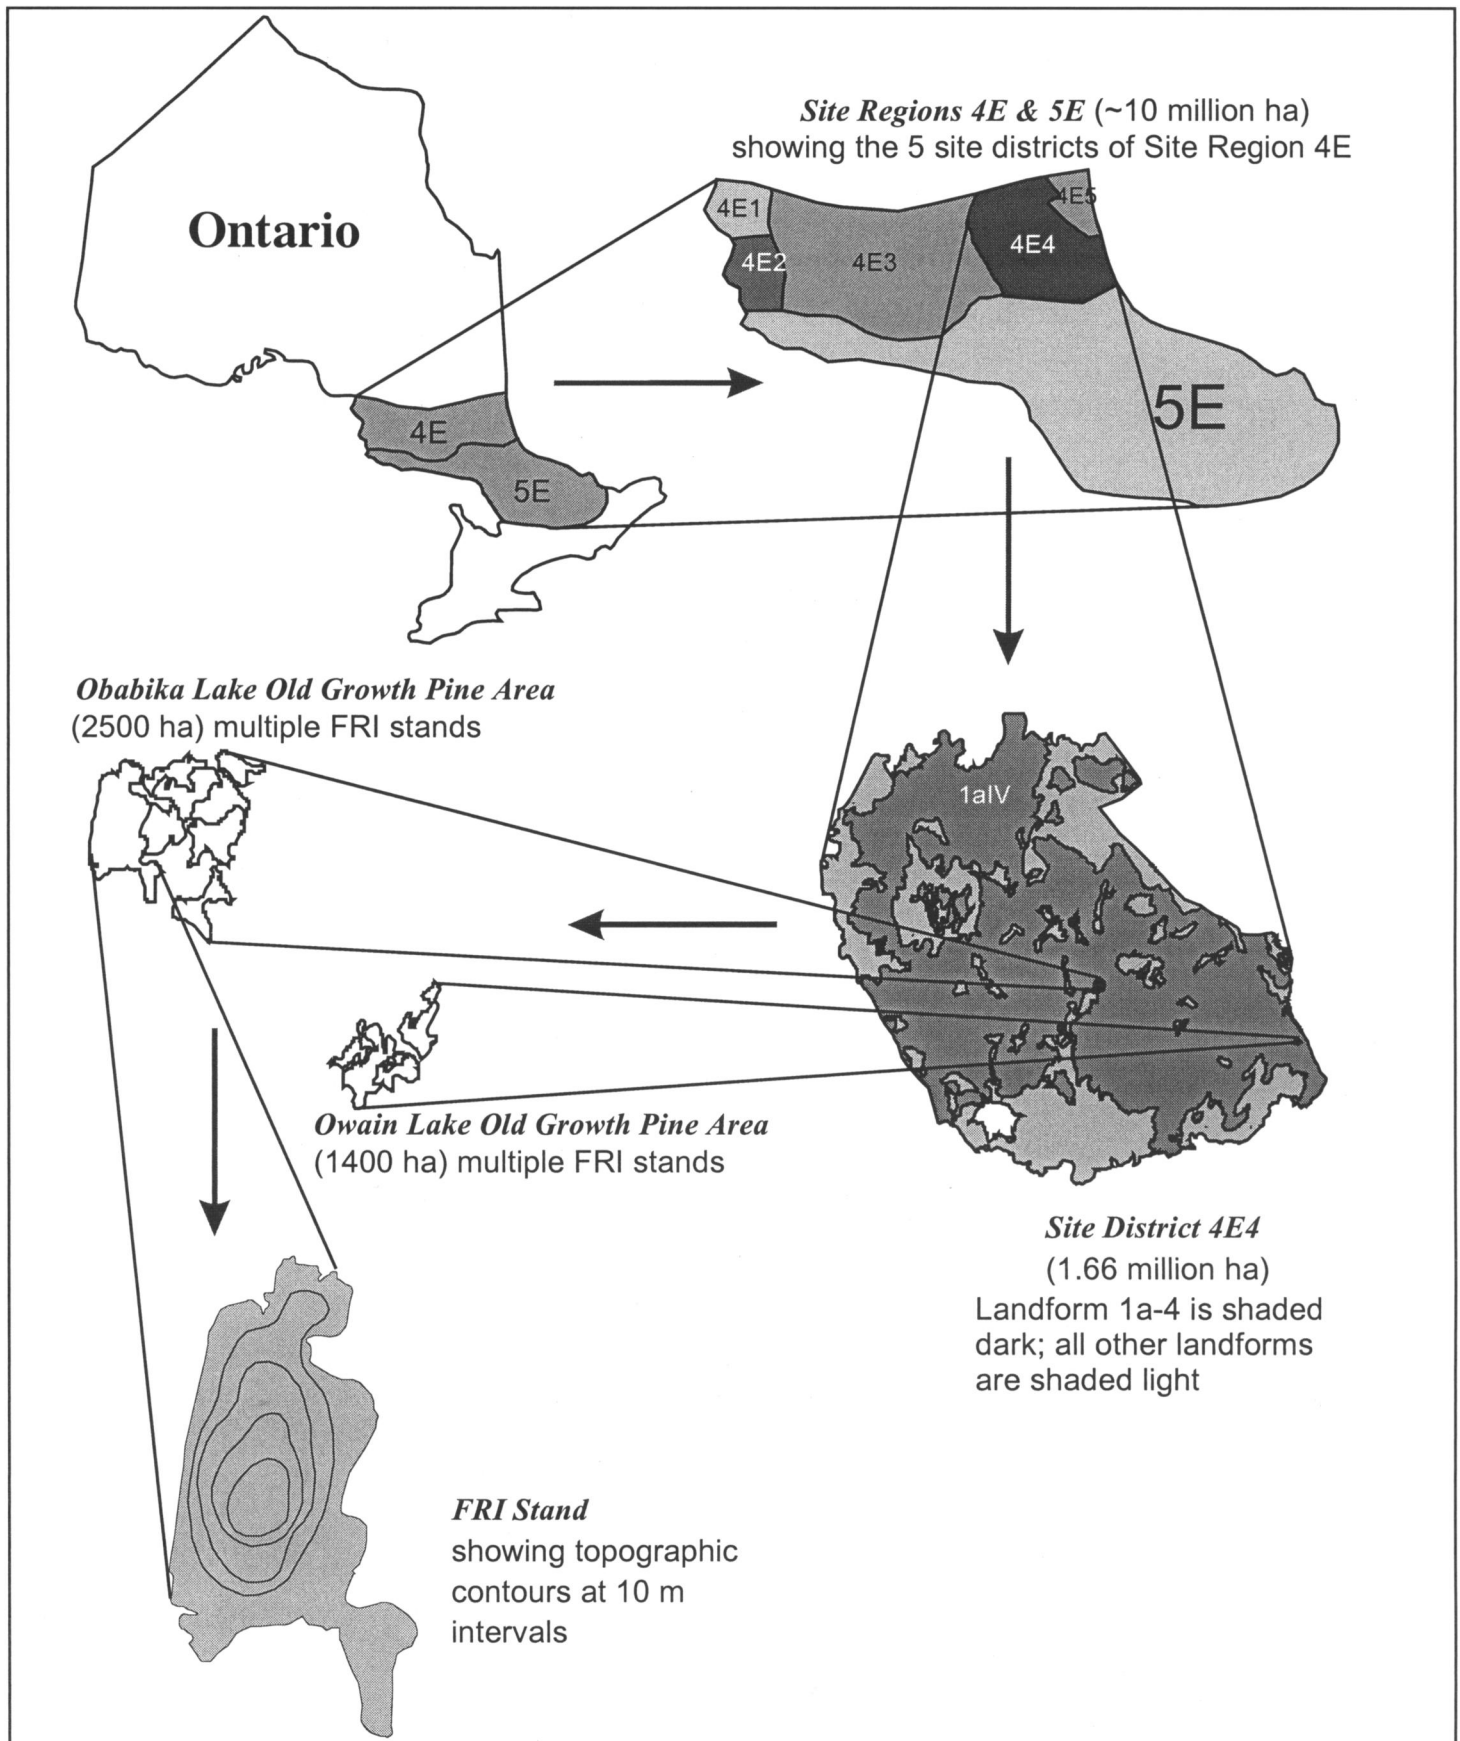 Site Regions 4E & 5E (~10 million ha)
showing the 5 site districts of Site Region 4E
Ontario
4E1
4E2
4E3
4E4
4E5
5E
4E
5E
Obabika Lake Old Growth Pine Area
(2500 ha) multiple FRI stands
1aIV
Owain Lake Old Growth Pine Area
(1400 ha) multiple FRI stands
Site District 4E4
(1.66 million ha)
Landform 1a-4 is shaded
dark; all other landforms
are shaded light
FRI Stand
showing topographic
contours at 10 m
intervals